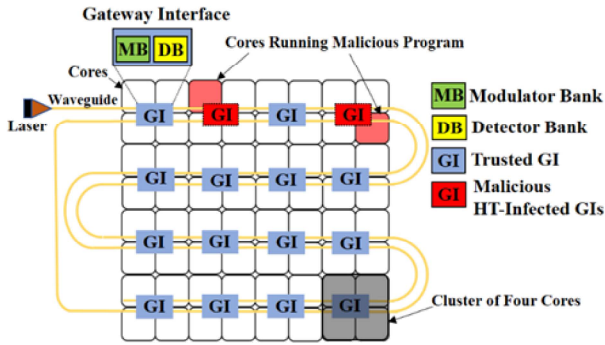 Gateway Interface
MB DB
Cores Running Malicious Program
Cores
Waveguide
Laser
GI GI GI GI
GI GI GI GI
GI GI GI GI
GI GI GI GI
MB Modulator Bank
DB Detector Bank
GI Trusted GI
GI Malicious
HT-Infected GIs
Cluster of Four Cores